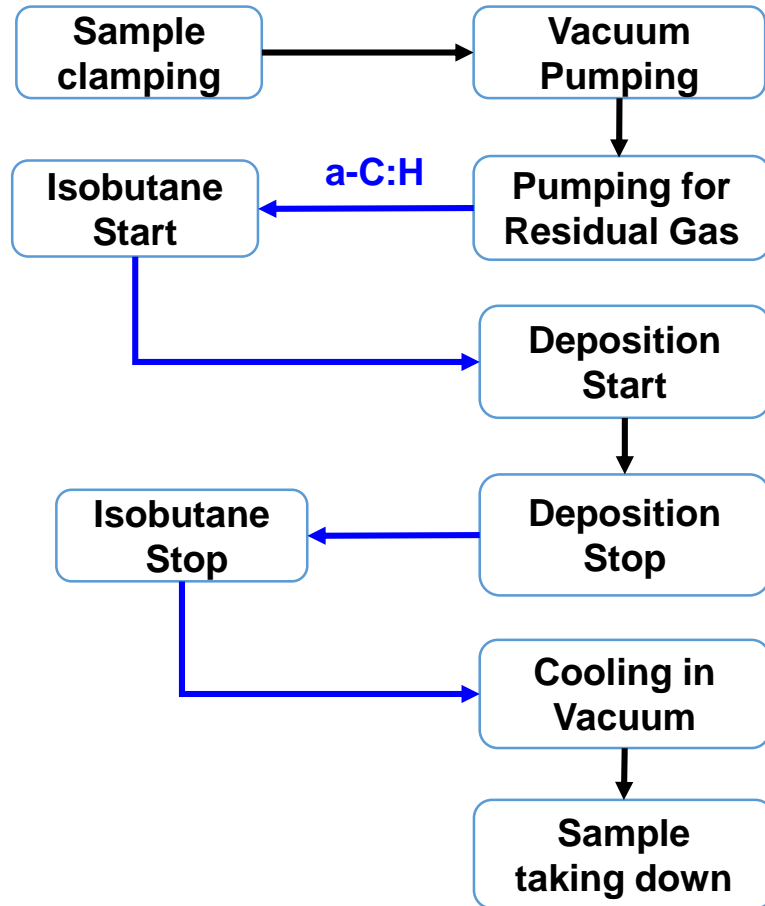 Sample
clamping
Vacuum
Pumping
Isobutane
Start
a-C:H
Pumping for
Residual Gas
Deposition
Start
Isobutane
Stop
Deposition
Stop
Cooling in
Vacuum
Sample
taking down